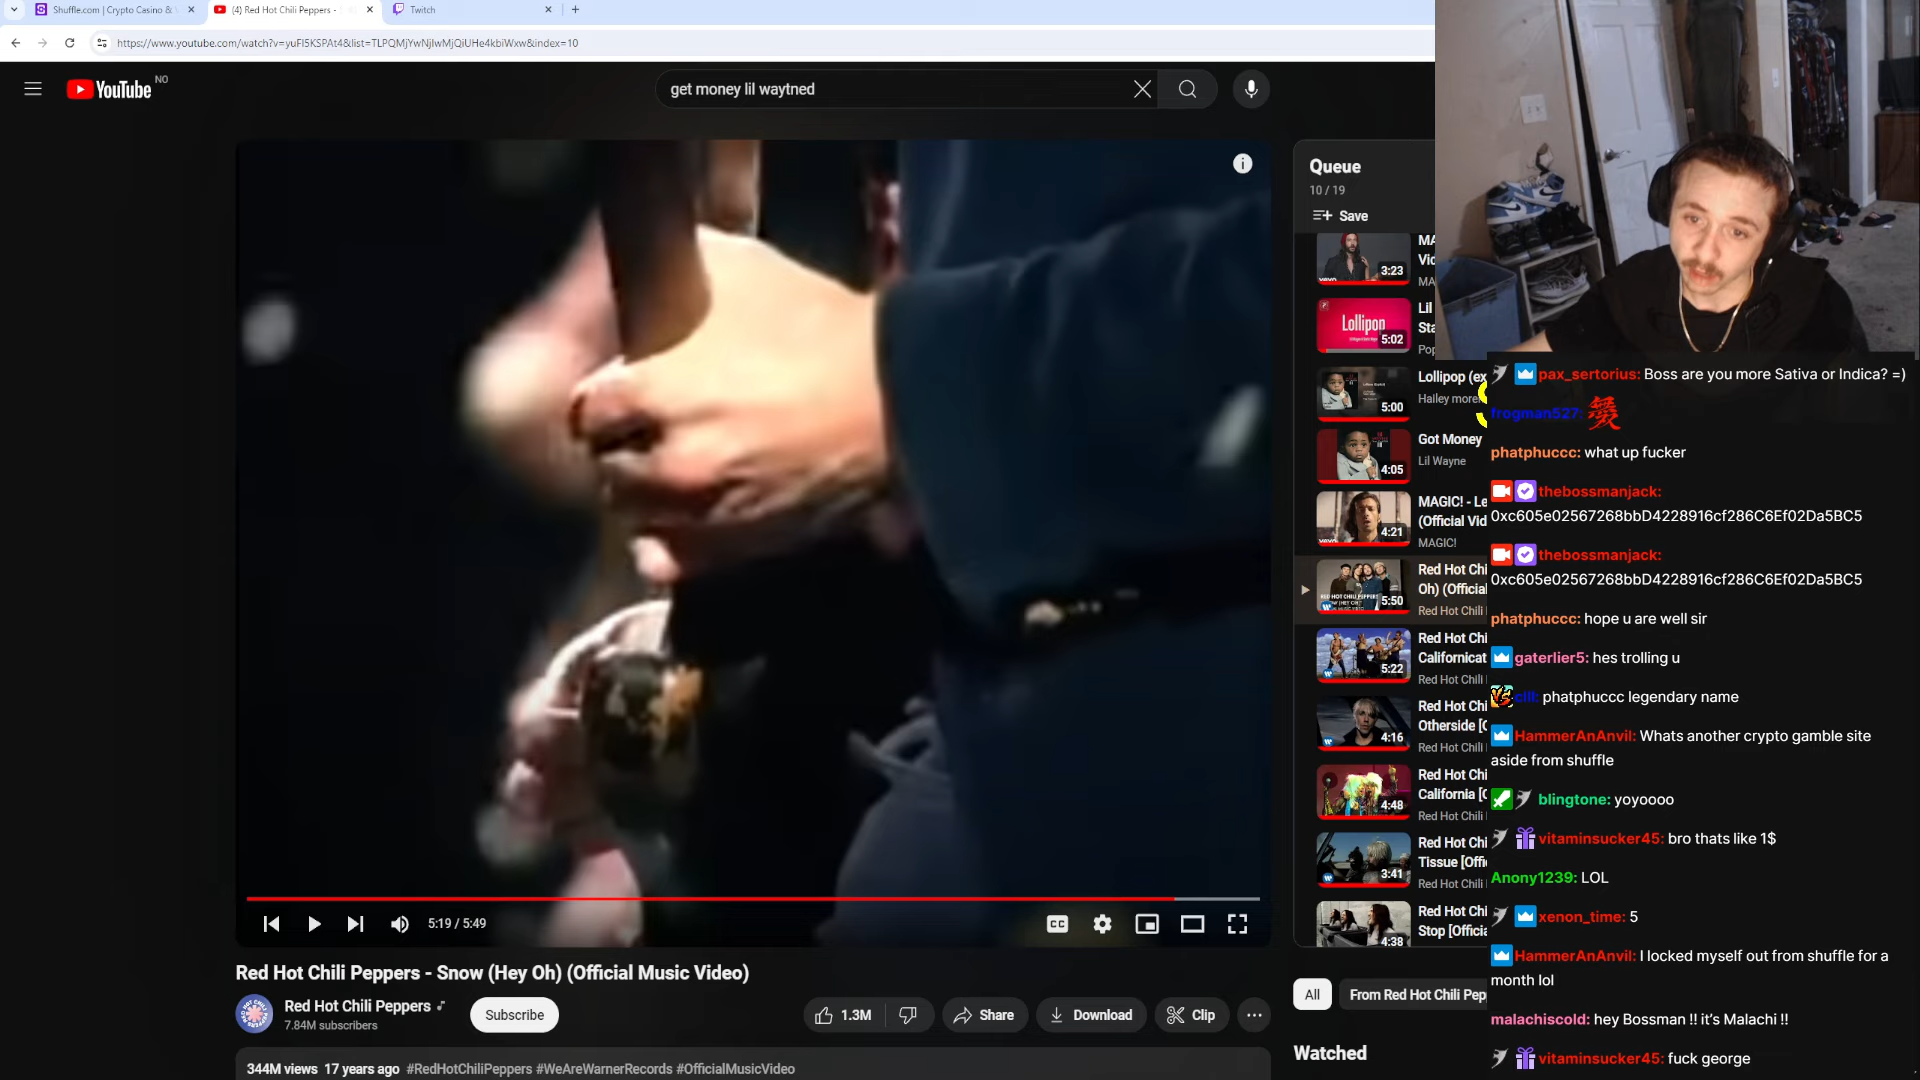 Shuffle.com | Crypto Casino &
(4) Red Hot Chili Peppers -
Twitch
https://www.youtube.com/watch?v=yuFI5KSPAt4&list=TLPQMjYwNjIwMjQiUHe4kbiWxw&index=10
YouTube NO
get money lil waytned
Queue
10 / 19
Save
MA
Vid
MA
3:23
Lollipop
5:02
Lil
Sta
Pop
Lollipop (ex
Hailey more
5:00
Got Money
Lil Wayne
4:05
MAGIC! - Le
(Official Vid
MAGIC!
4:21
Red Hot Chi
Oh) (Official
Red Hot Chili
5:50
Red Hot Chi
Californicat
Red Hot Chili
5:22
Red Hot Chi
Otherside [O
Red Hot Chili
4:16
Red Hot Chi
California [O
Red Hot Chili
4:48
Red Hot Chi
Tissue [Offi
Red Hot Chili
3:41
Red Hot Chi
Stop [Officia
4:38
5:19 / 5:49
CC
Red Hot Chili Peppers - Snow (Hey Oh) (Official Music Video)
Red Hot Chili Peppers
7.84M subscribers
Subscribe
1.3M
Share
Download
Clip
344M views 17 years ago #RedHotChiliPeppers #WeAreWarnerRecords #OfficialMusicVideo
All
From Red Hot Chili Pep
Watched
pax_sertorius: Boss are you more Sativa or Indica? =)
frogman527:
phatphuccc: what up fucker
thebossmanjack:
0xc605e02567268bbD4228916cf286C6Ef02Da5BC5
thebossmanjack:
0xc605e02567268bbD4228916cf286C6Ef02Da5BC5
phatphuccc: hope u are well sir
gaterlier5: hes trolling u
phatphuccc legendary name
HammerAnAnvil: Whats another crypto gamble site
aside from shuffle
blingtone: yoyoooo
vitaminsucker45: bro thats like 1$
Anony1239: LOL
xenon_time: 5
HammerAnAnvil: I locked myself out from shuffle for a
month lol
malachiscold: hey Bossman !! it's Malachi !!
vitaminsucker45: fuck george